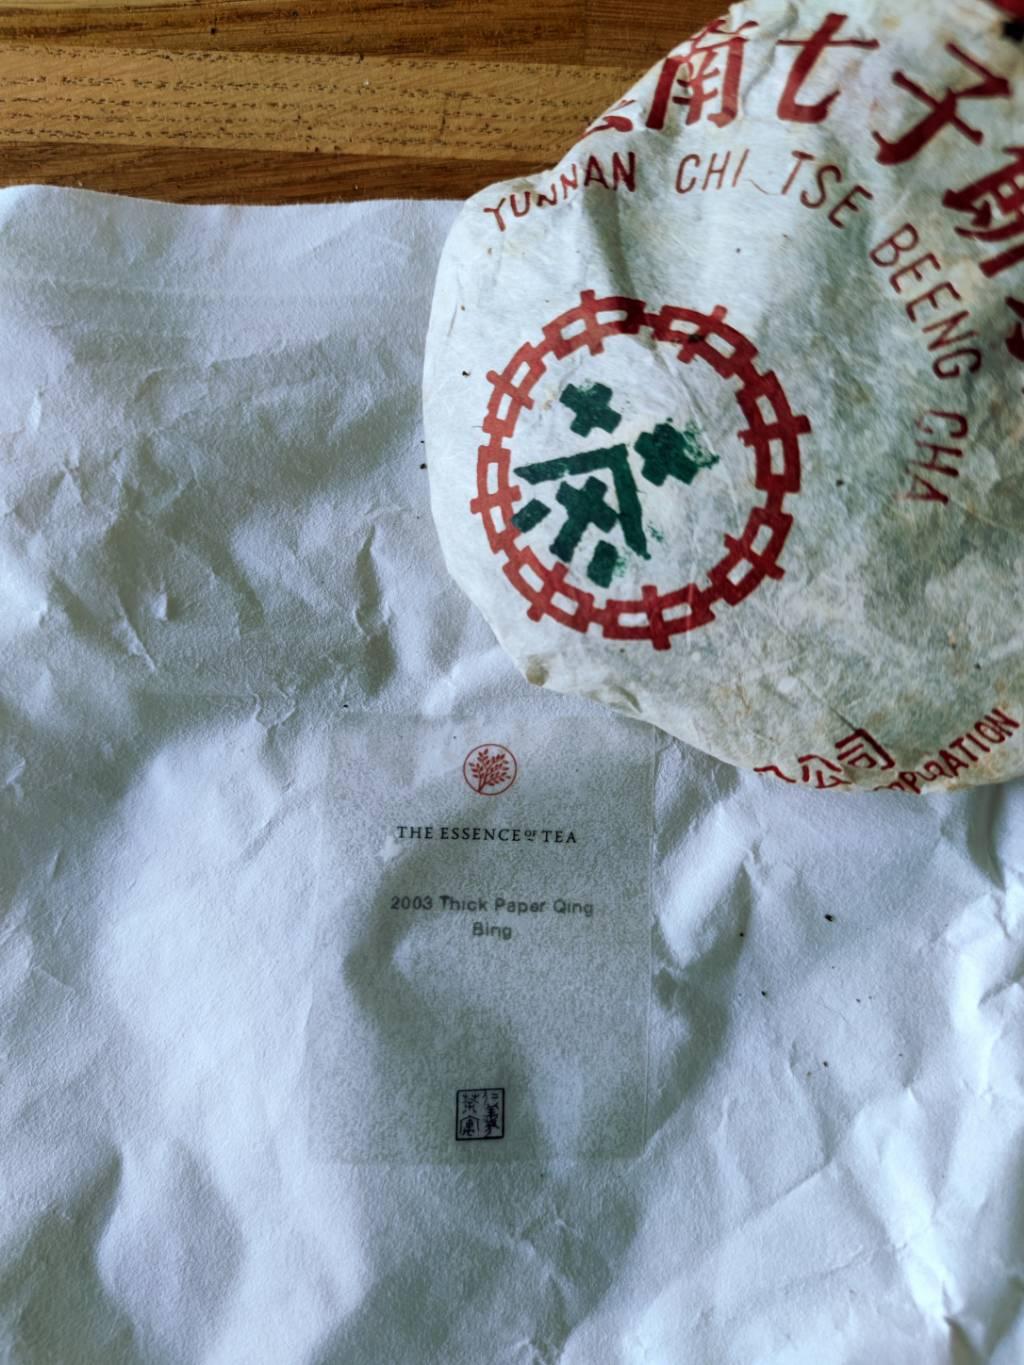 南七子餅
YUNNAN CHI TSE BEENG CHA
茶
公司
THE ESSENCE OF TEA
2003 Thick Paper Qing
Bing